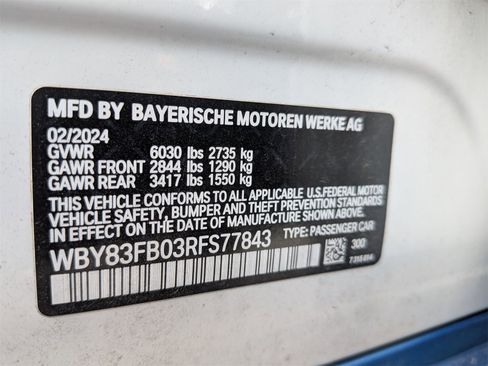 MFD BY BAYERISCHE MOTOREN WERKE AG
02/2024
GVWR 6030 lbs 2735 kg
GAWR FRONT 2844 lbs 1290 kg
GAWR REAR 3417 lbs 1550 kg
THIS VEHICLE CONFORMS TO ALL APPLICABLE U.S. FEDERAL MOTOR
VEHICLE SAFETY, BUMPER, AND THEFT PREVENTION STANDARDS
IN EFFECT ON THE DATE OF MANUFACTURE SHOWN ABOVE.
WBY83FB03RFS77843 TYPE: PASSENGER CAR
300